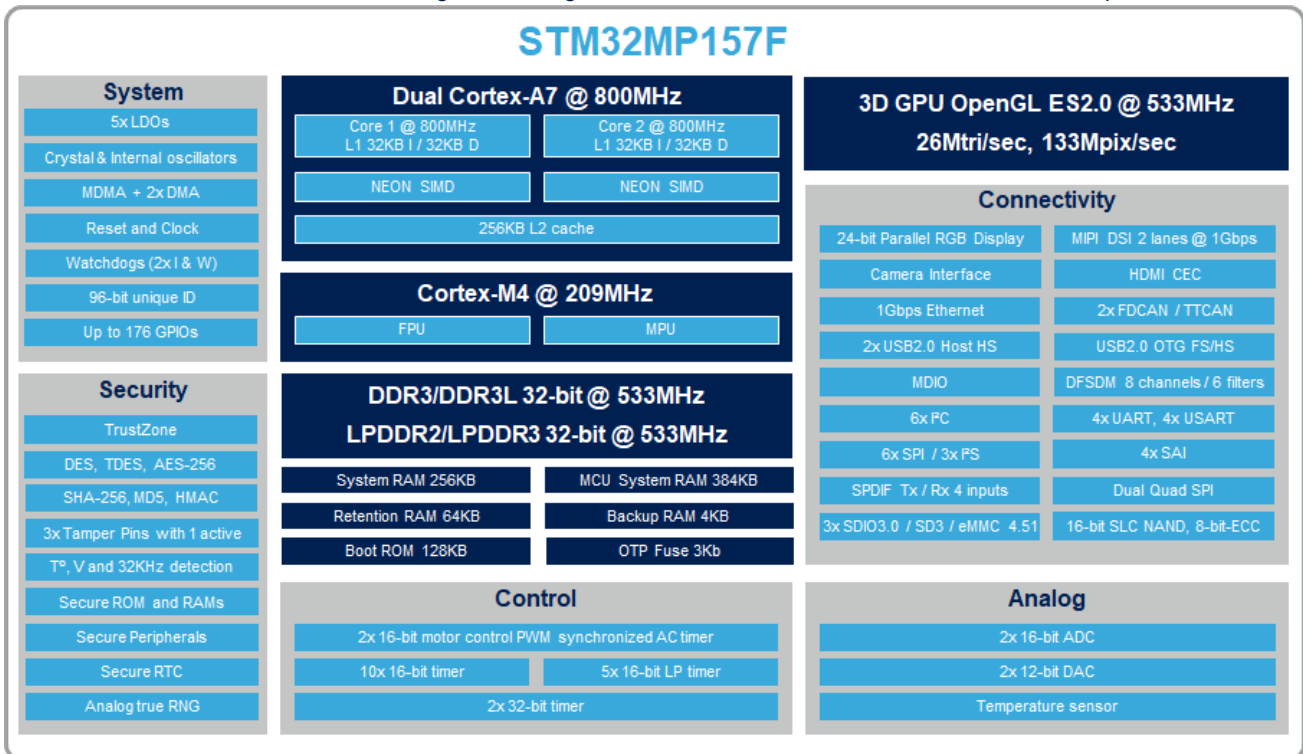 STM32MP157F
System
5x LDOs
Crystal & Internal oscillators
MDMA + 2x DMA
Reset and Clock
Watchdogs (2x I & W)
96-bit unique ID
Up to 176 GPIOs
Security
TrustZone
DES, TDES, AES-256
SHA-256, MD5, HMAC
3x Tamper Pins with 1 active
Tº, V and 32KHz detection
Secure ROM and RAMs
Secure Peripherals
Secure RTC
Analog true RNG
Dual Cortex-A7 @ 800MHz
Core 1 @ 800MHz
L1 32KB I / 32KB D
Core 2 @ 800MHz
L1 32KB I / 32KB D
NEON SIMD
NEON SIMD
256KB L2 cache
Cortex-M4 @ 209MHz
FPU
MPU
DDR3/DDR3L 32-bit @ 533MHz
LPDDR2/LPDDR3 32-bit @ 533MHz
System RAM 256KB
MCU System RAM 384KB
Retention RAM 64KB
Backup RAM 4KB
Boot ROM 128KB
OTP Fuse 3Kb
Control
2x 16-bit motor control PWM synchronized AC timer
10x 16-bit timer
5x 16-bit LP timer
2x 32-bit timer
3D GPU OpenGL ES2.0 @ 533MHz
26Mtri/sec, 133Mpix/sec
Connectivity
24-bit Parallel RGB Display
MIPI DSI 2 lanes @ 1Gbps
Camera Interface
HDMI CEC
1Gbps Ethernet
2x FDCAN / TTCAN
2x USB2.0 Host HS
USB2.0 OTG FS/HS
MDIO
DFSDM 8 channels / 6 filters
6x I²C
4x UART, 4x USART
6x SPI / 3x I²S
4x SAI
SPDIF Tx / Rx 4 inputs
Dual Quad SPI
3x SDIO3.0 / SD3 / eMMC 4.51
16-bit SLC NAND, 8-bit-ECC
Analog
2x 16-bit ADC
2x 12-bit DAC
Temperature sensor